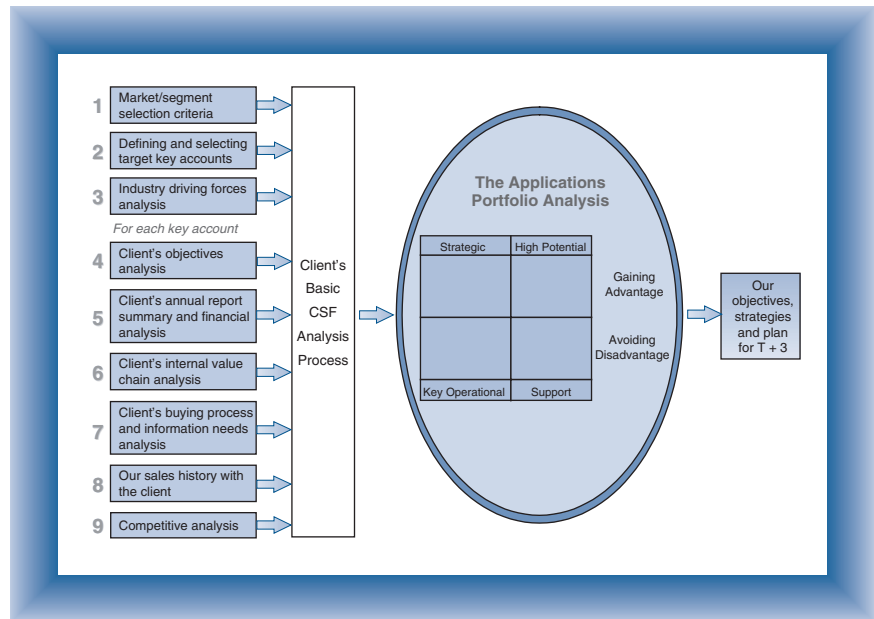 1
Market/segment
selection criteria
2
Defining and selecting
target key accounts
3
Industry driving forces
analysis
For each key account
4
Client's objectives
analysis
5
Client's annual report
summary and financial
analysis
6
Client's internal value
chain analysis
7
Client's buying process
and information needs
analysis
8
Our sales history with
the client
9
Competitive analysis
Client's
Basic
CSF
Analysis
Process
The Applications
Portfolio Analysis
Strategic
High Potential
Key Operational
Support
Gaining
Advantage
Avoiding
Disadvantage
Our
objectives,
strategies
and plan
for T + 3